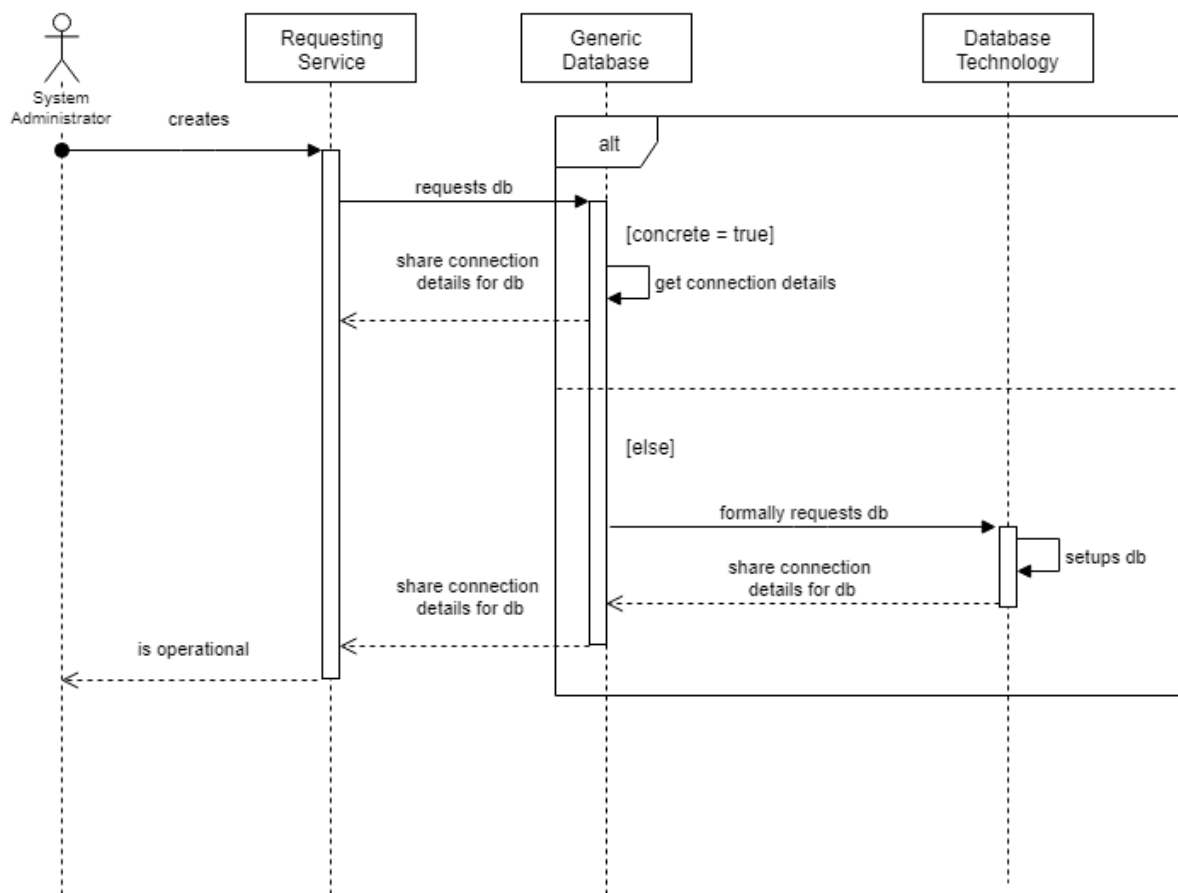 Requesting
Service
Generic
Database
Database
Technology
System
Administrator
creates
alt
requests db
[concrete = true]
share connection
details for db
get connection details
[else]
formally requests db
setups db
share connection
details for db
share connection
details for db
is operational